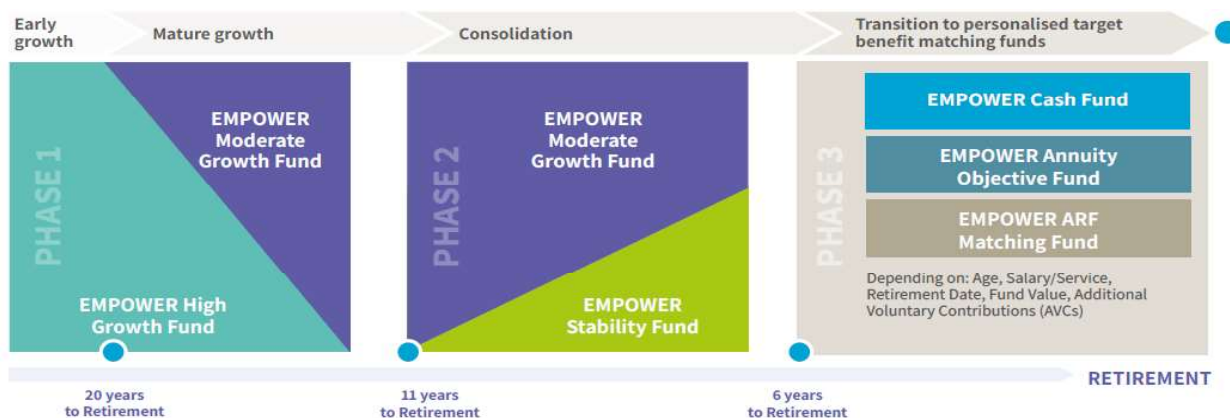 Early
growth
Mature growth
Consolidation
Transition to personalised target
benefit matching funds
PHASE 1
EMPOWER
Moderate
Growth Fund
EMPOWER High
Growth Fund
PHASE 2
EMPOWER
Moderate
Growth Fund
EMPOWER
Stability Fund
PHASE 3
EMPOWER Cash Fund
EMPOWER Annuity
Objective Fund
EMPOWER ARF
Matching Fund
Depending on: Age, Salary/Service,
Retirement Date, Fund Value, Additional
Voluntary Contributions (AVCs)
RETIREMENT
20 years
to Retirement
11 years
to Retirement
6 years
to Retirement